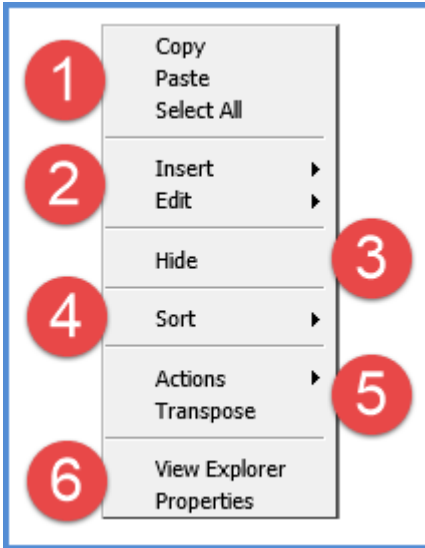 1
Copy
Paste
Select All
2
Insert
Edit
Hide
3
4
Sort
Actions
5
Transpose
6
View Explorer
Properties